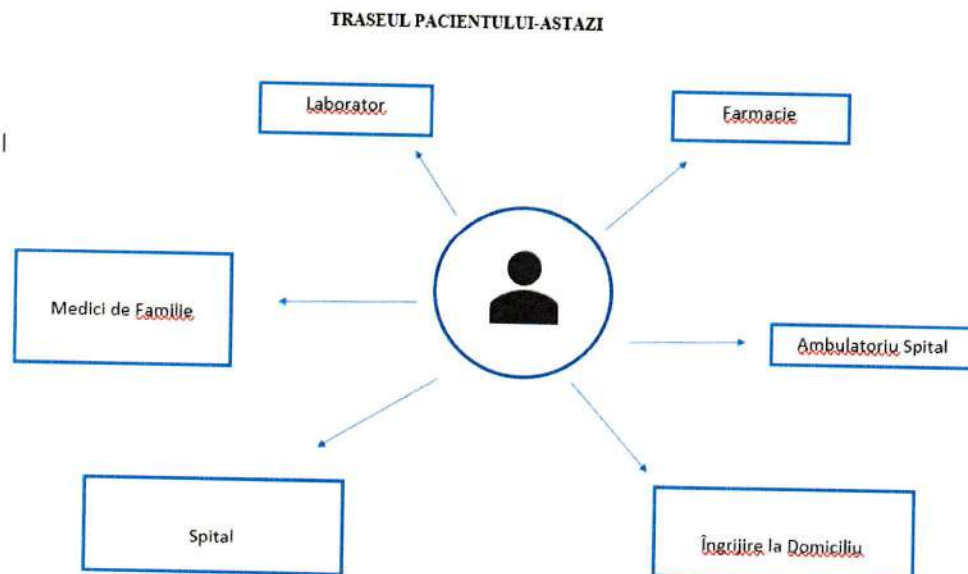 TRASEUL PACIENTULUI-ASTAZI
Laborator
Farmacie
Medici de Familie
Ambulatoriu Spital
Spital
Îngrijire la Domiciliu